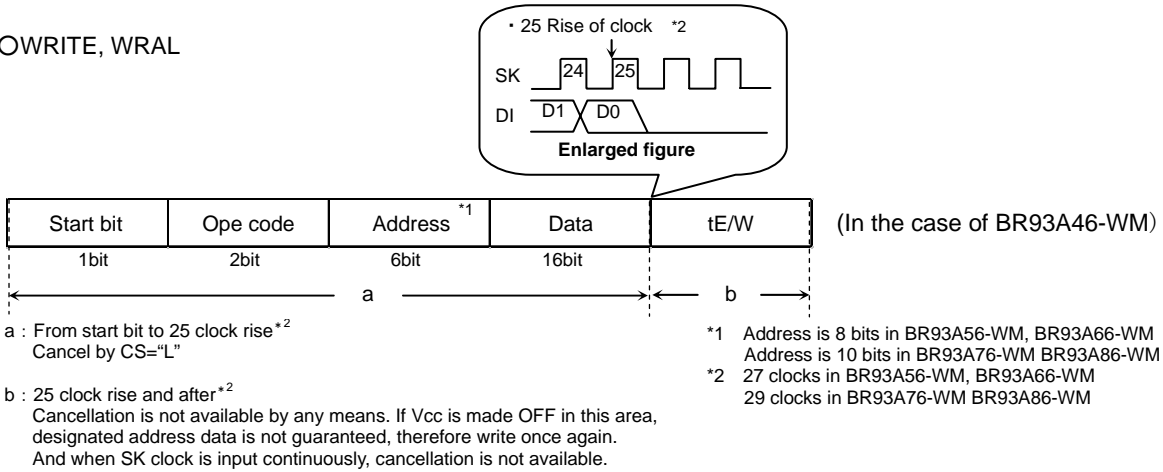 ○WRITE, WRAL
・25 Rise of clock *2
SK 24 25
DI D1 D0
Enlarged figure
Start bit Ope code Address *1 Data tE/W (In the case of BR93A46-WM)
1bit 2bit 6bit 16bit
a b
a : From start bit to 25 clock rise*2
Cancel by CS=“L”
b : 25 clock rise and after*2
Cancellation is not available by any means. If Vcc is made OFF in this area,
designated address data is not guaranteed, therefore write once again.
And when SK clock is input continuously, cancellation is not available.
*1 Address is 8 bits in BR93A56-WM, BR93A66-WM
Address is 10 bits in BR93A76-WM BR93A86-WM
*2 27 clocks in BR93A56-WM, BR93A66-WM
29 clocks in BR93A76-WM BR93A86-WM